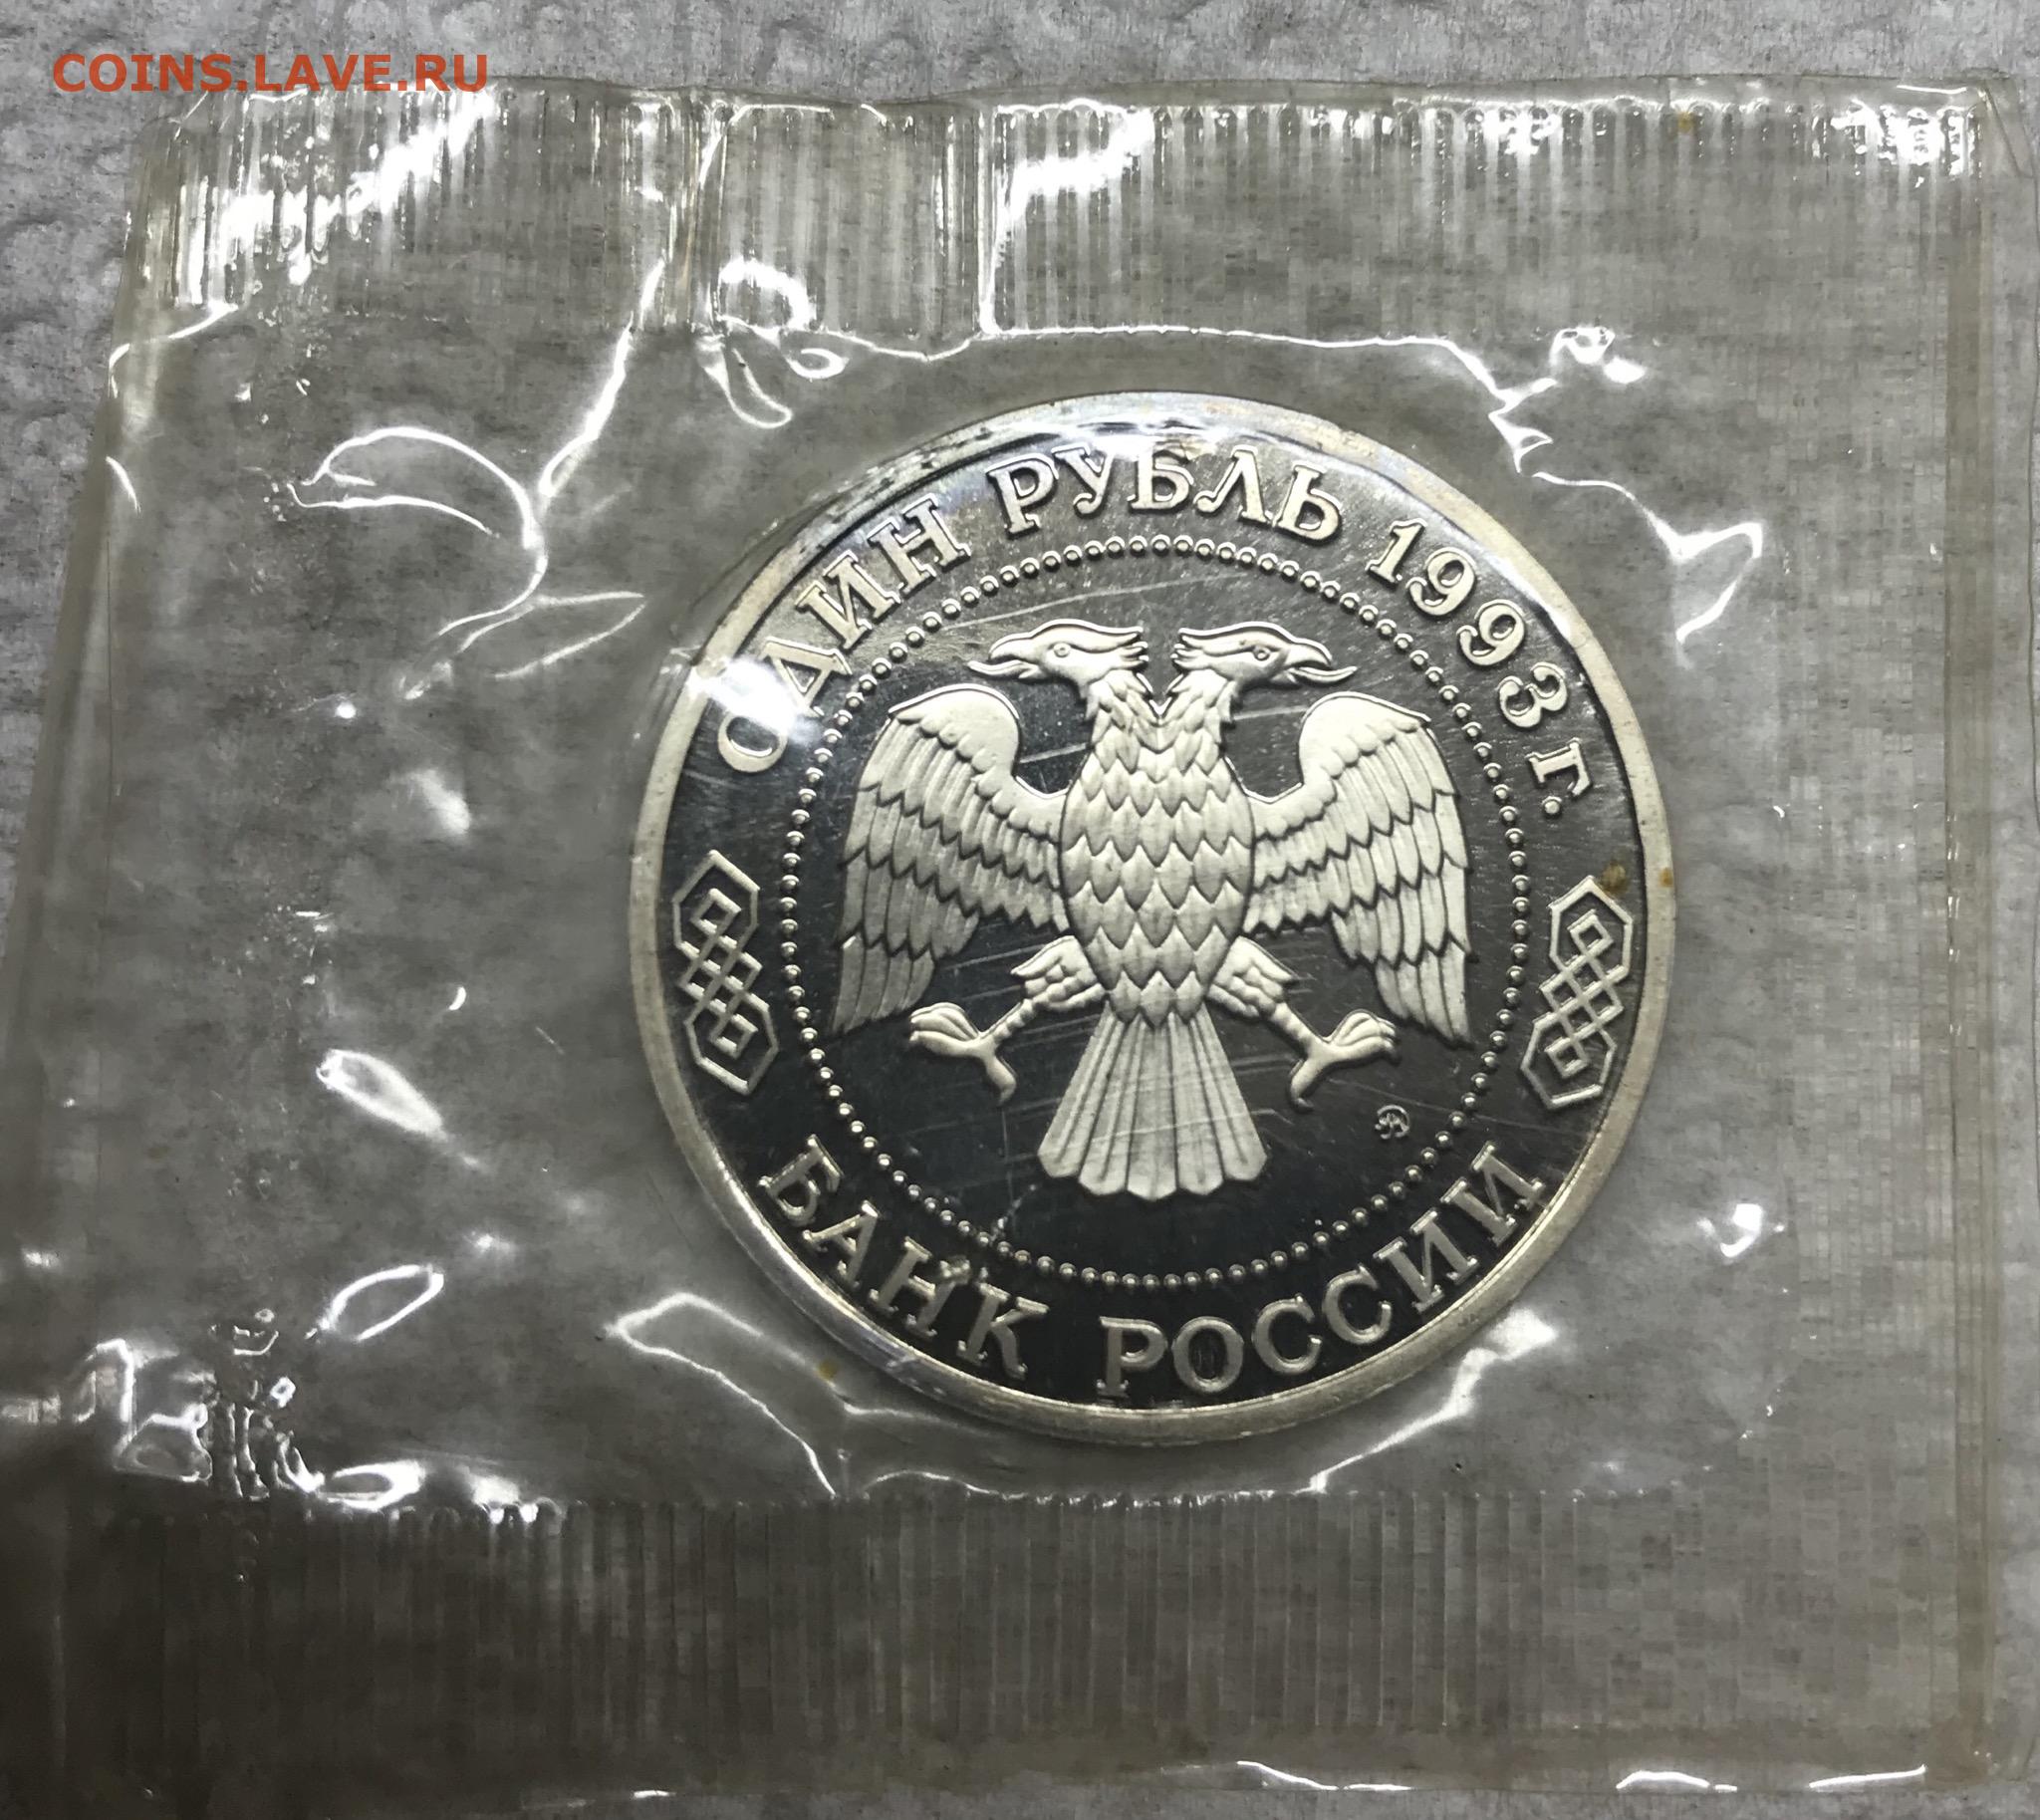 COINS.LAVE.RU
ОДИН РУБЛЬ 1993 г.
БАНК РОССИИ